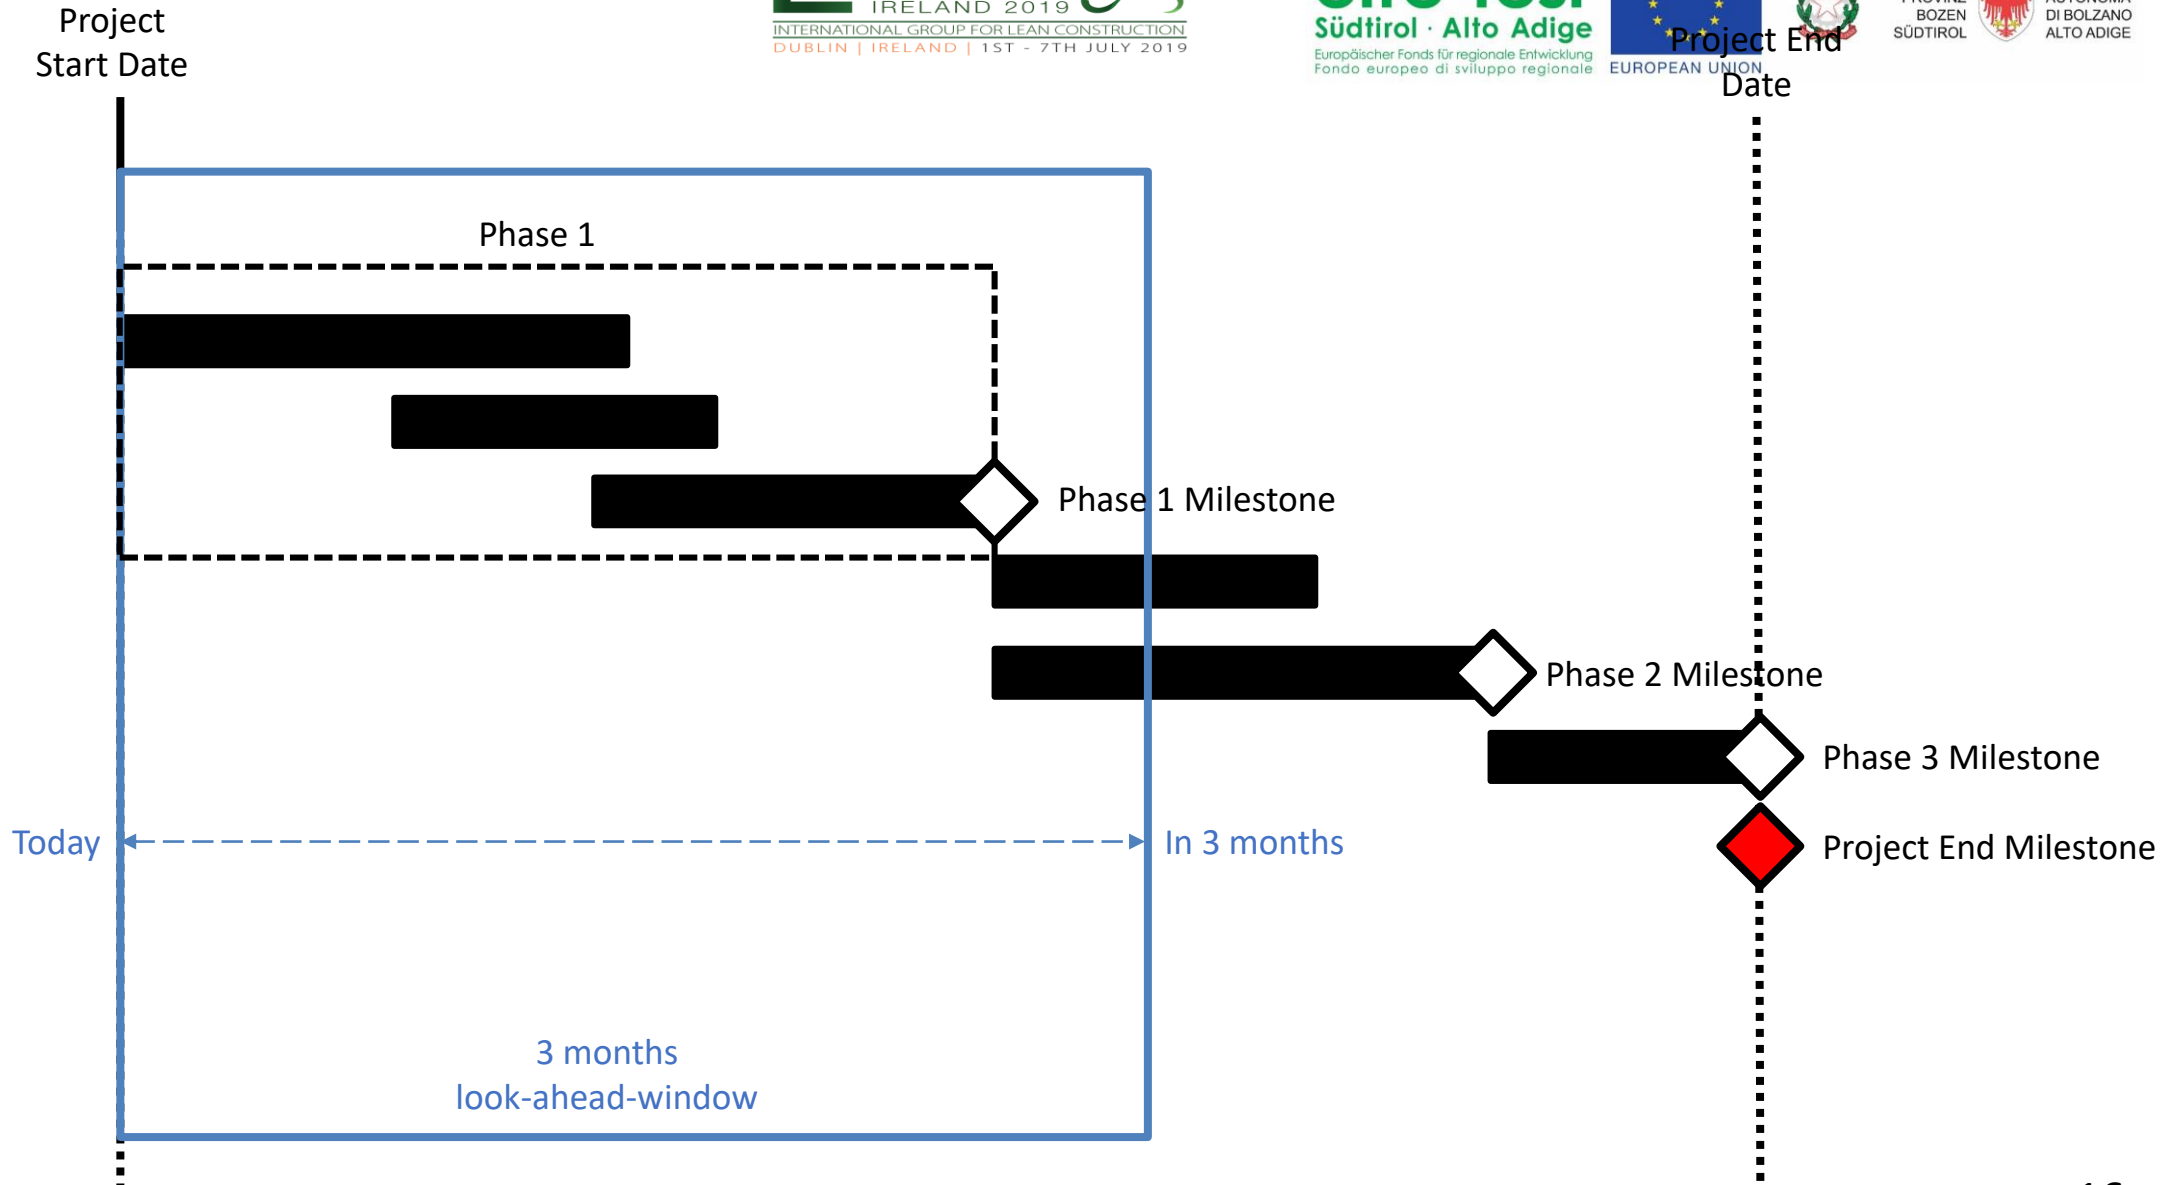 Project
Start Date
IRELAND 2019
INTERNATIONAL GROUP FOR LEAN CONSTRUCTION
DUBLIN | IRELAND | 1ST - 7TH JULY 2019
Südtirol · Alto Adige
Europäischer Fonds für regionale Entwicklung
Fondo europeo di sviluppo regionale
EUROPEAN UNION
BOZEN
SÜDTIROL
DI BOLZANO
ALTO ADIGE
Project End
Date
Phase 1
Phase 1 Milestone
Phase 2 Milestone
Phase 3 Milestone
Today
In 3 months
Project End Milestone
3 months
look-ahead-window